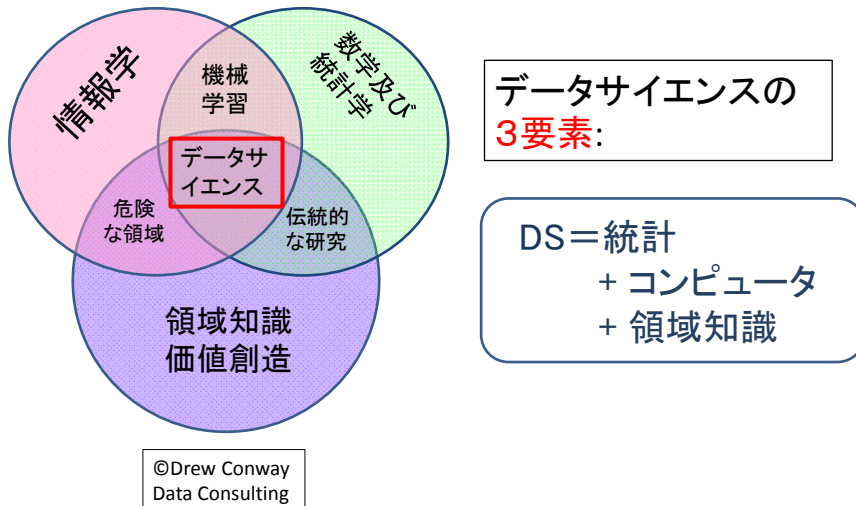 情報学
機械
学習
数学及び
統計学
データサ
イエンス
危険
な領域
伝統的
な研究
領域知識
価値創造
©Drew Conway
Data Consulting
データサイエンスの
3要素:
DS=統計
+ コンピュータ
+ 領域知識